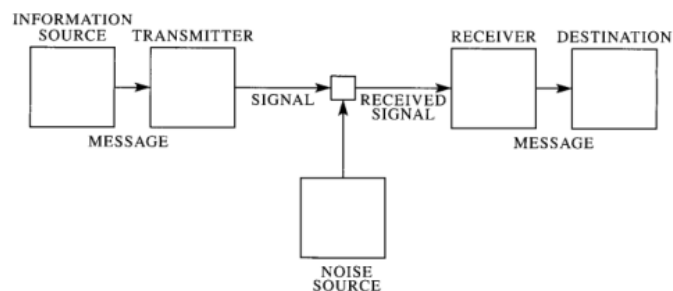 INFORMATION
SOURCE
TRANSMITTER
RECEIVER
DESTINATION
SIGNAL
RECEIVED
SIGNAL
MESSAGE
MESSAGE
NOISE
SOURCE